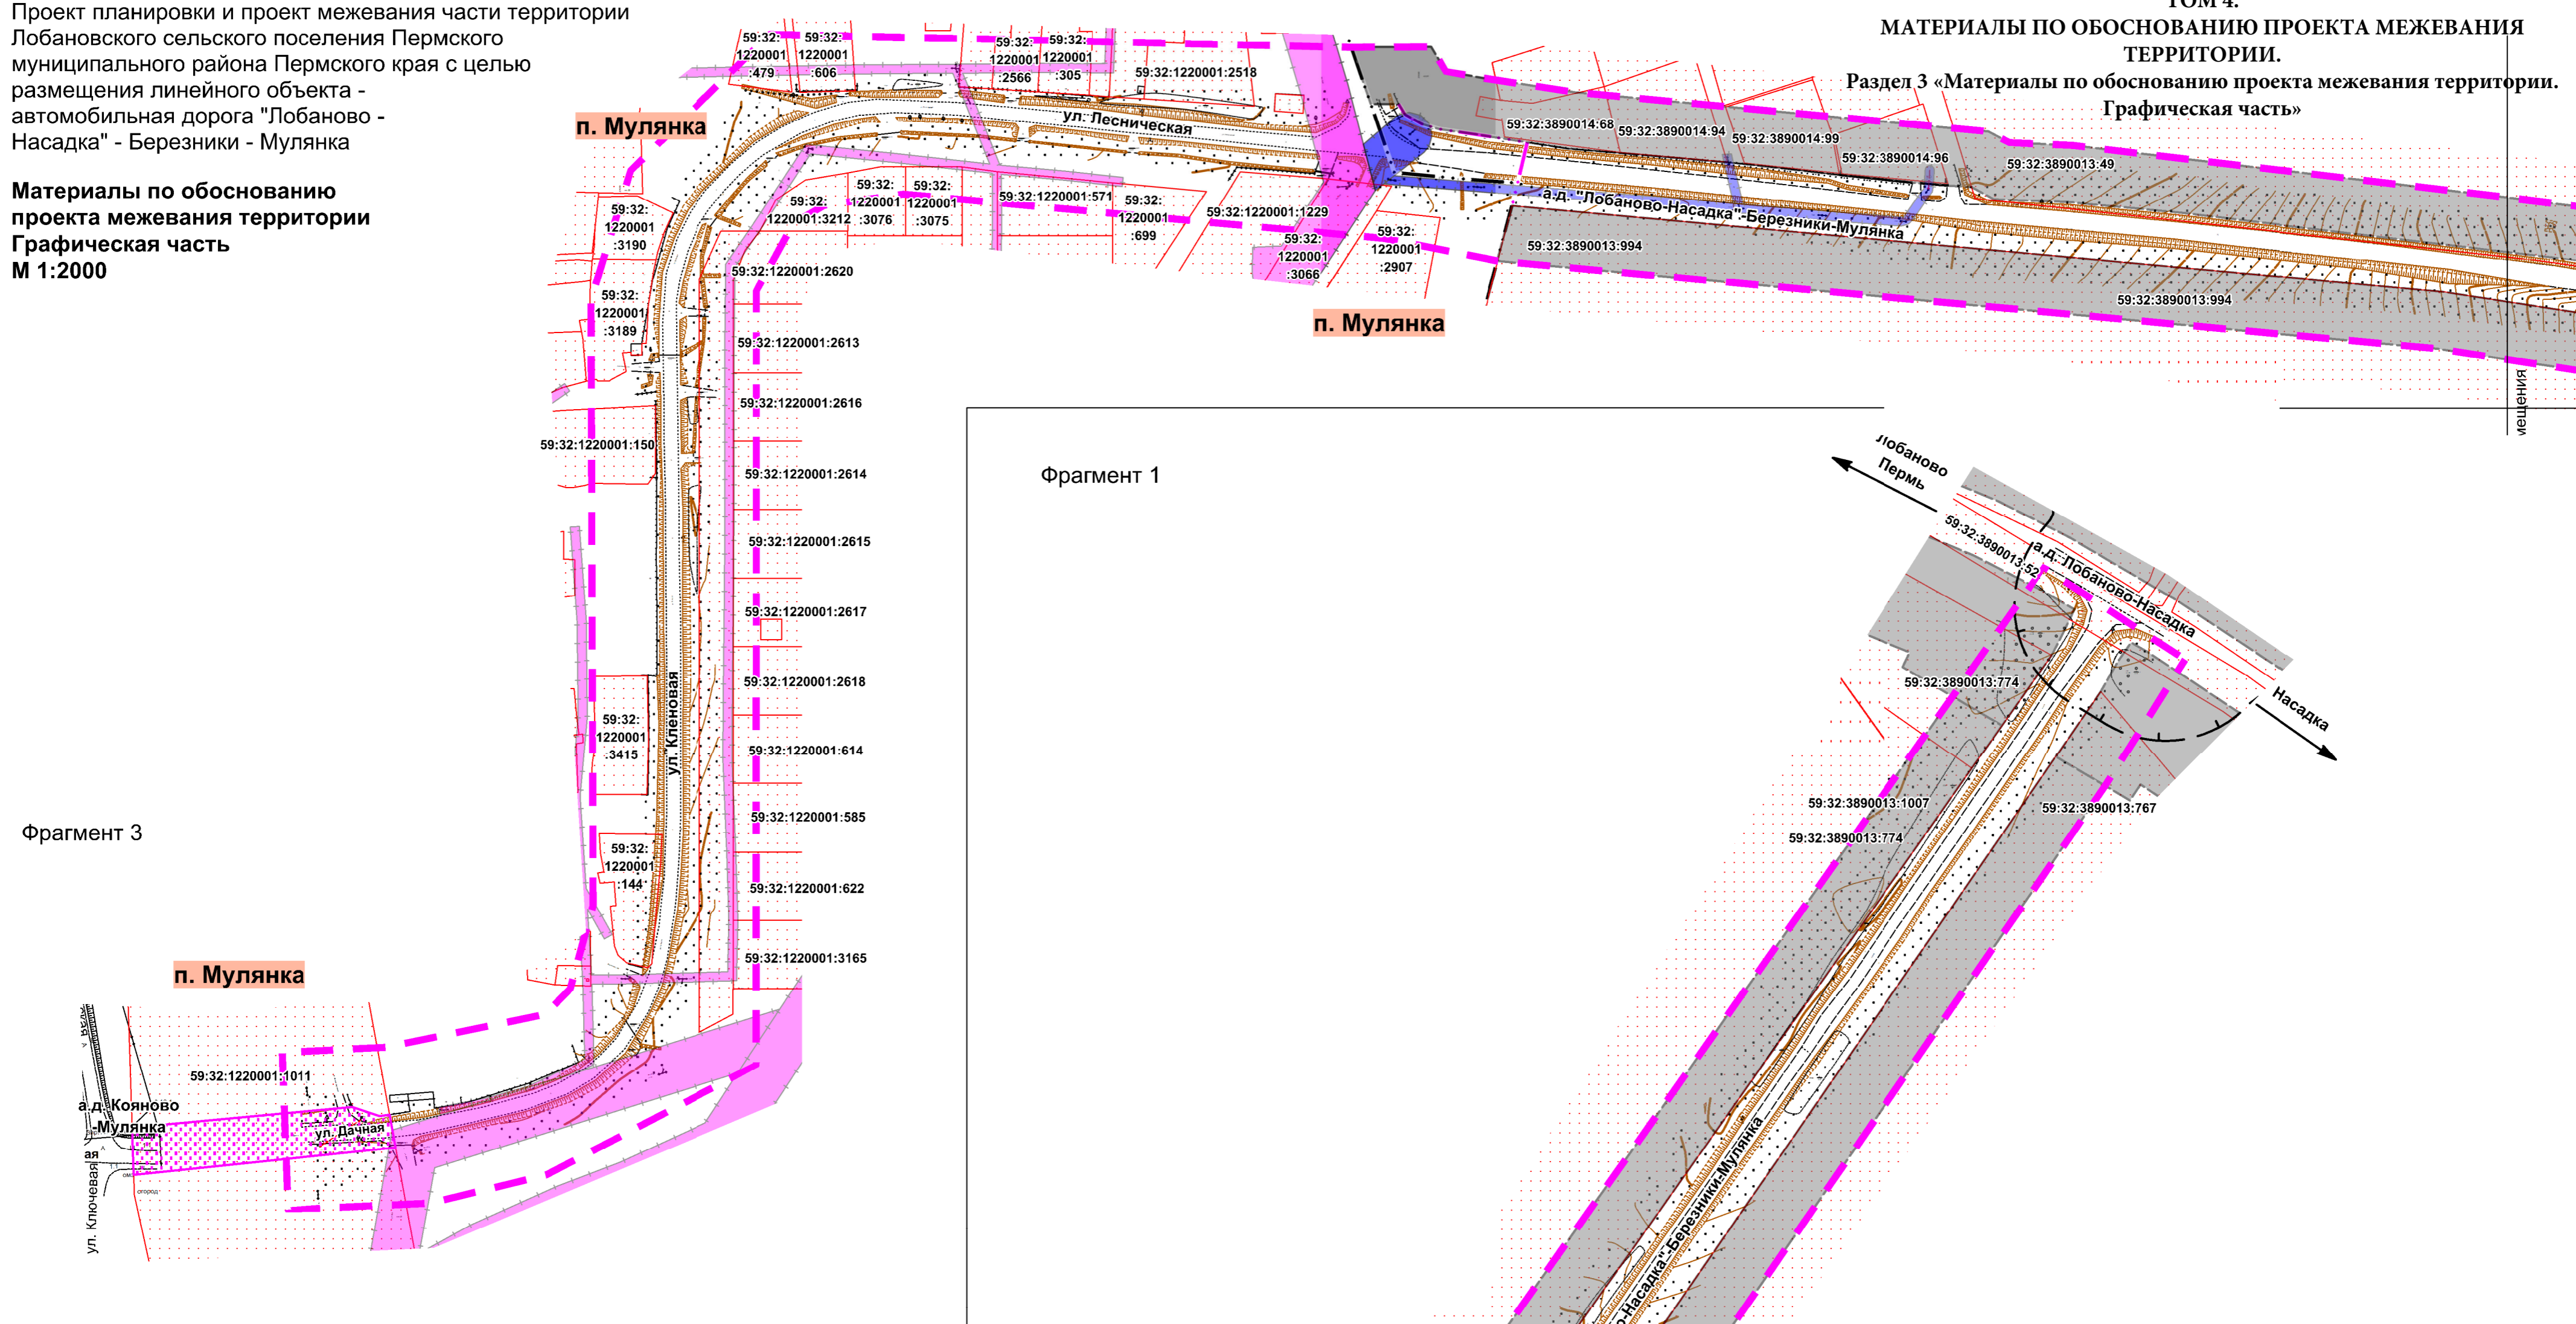 Проект планировки и проект межевания части территории
Лобановского сельского поселения Пермского
муниципального района Пермского края с целью
размещения линейного объекта -
автомобильная дорога "Лобаново -
Насадка" - Березники - Мулянка
Материалы по обоснованию
проекта межевания территории
Графическая часть
М 1:2000
ТОМ 4.
МАТЕРИАЛЫ ПО ОБОСНОВАНИЮ ПРОЕКТА МЕЖЕВАНИЯ
ТЕРРИТОРИИ.
Раздел 3 «Материалы по обоснованию проекта межевания территории.
Графическая часть»
59:32:
1220001
:479
59:32:
1220001
:606
59:32:
1220001
:2566
59:32:
1220001
:305
59:32:1220001:2518
п. Мулянка
ул. Лесническая
59:32:3890014:68
59:32:3890014:94
59:32:3890014:99
59:32:3890014:96
59:32:3890013:49
59:32:
1220001
:3190
59:32:
1220001:3212
59:32:
1220001
:3076
59:32:
1220001
:3075
59:32:1220001:571
59:32:
1220001
:699
59:32:1220001:1229
59:32:
1220001
:3066
59:32:
1220001
:2907
а.д. "Лобаново-Насадка"-Березники-Мулянка
59:32:3890013:994
59:32:3890013:994
п. Мулянка
59:32:
1220001
:3189
59:32:1220001:2620
59:32:1220001:2613
59:32:1220001:2616
59:32:1220001:150
59:32:1220001:2614
59:32:1220001:2615
59:32:1220001:2617
59:32:1220001:2618
59:32:
1220001
:3415
ул. Кленовая
59:32:1220001:614
59:32:1220001:585
59:32:
1220001
:144
59:32:1220001:622
59:32:1220001:3165
Фрагмент 3
п. Мулянка
59:32:1220001:1011
а.д. Кояново
-Мулянка
ул. Дачная
ая
огород
ул. Ключевая
мещения
Фрагмент 1
Лобаново
Пермь
59:32:3890013:52
а.д. Лобаново-Насадка
Насадка
59:32:3890013:774
59:32:3890013:1007
59:32:3890013:774
59:32:3890013:767
о-Насадка"-Березники-Мулянка